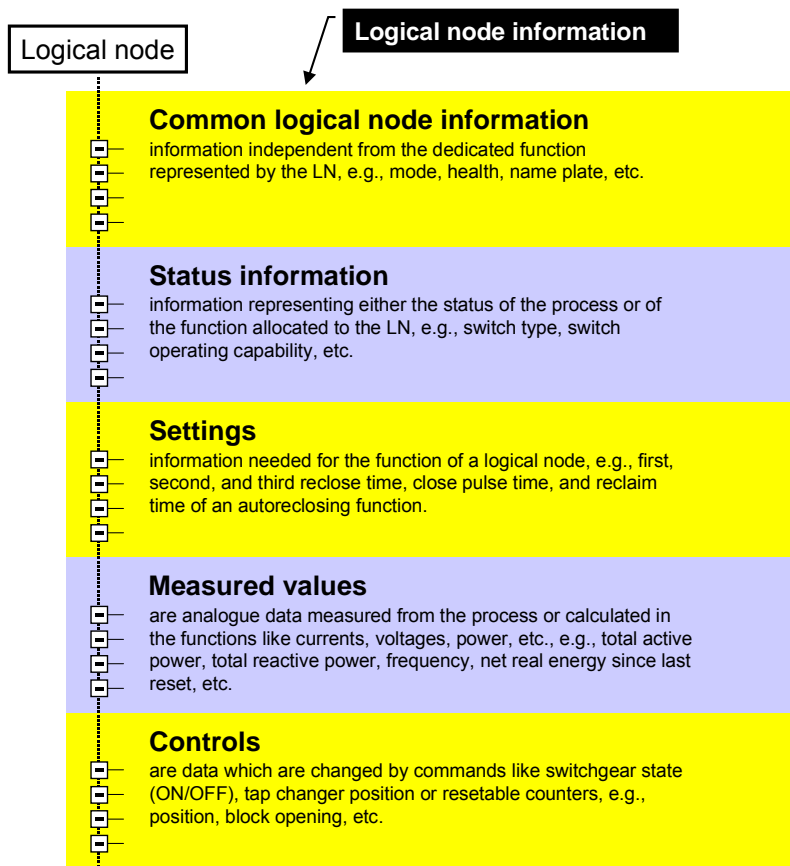 Logical node information
Logical node
Common logical node information
information independent from the dedicated function
represented by the LN, e.g., mode, health, name plate, etc.
Status information
information representing either the status of the process or of
the function allocated to the LN, e.g., switch type, switch
operating capability, etc.
Settings
information needed for the function of a logical node, e.g., first,
second, and third reclose time, close pulse time, and reclaim
time of an autoreclosing function.
Measured values
are analogue data measured from the process or calculated in
the functions like currents, voltages, power, etc., e.g., total active
power, total reactive power, frequency, net real energy since last
reset, etc.
Controls
are data which are changed by commands like switchgear state
(ON/OFF), tap changer position or resetable counters, e.g.,
position, block opening, etc.